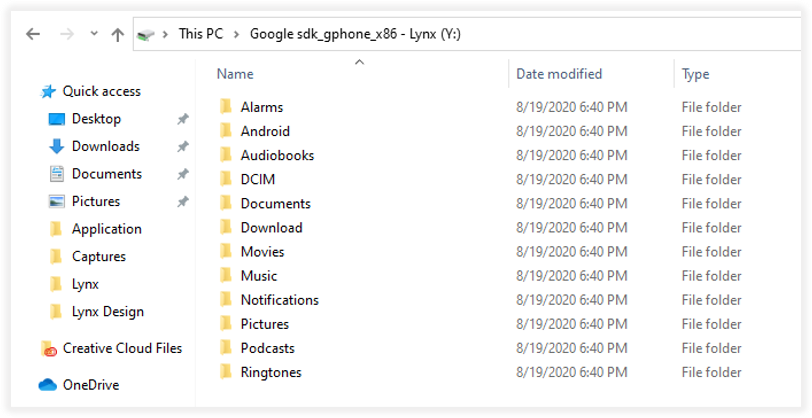 This PC > Google sdk_gphone_x86 - Lynx (Y:)
Name Date modified Type
Quick access
Desktop
Downloads
Documents
Pictures
Application
Captures
Lynx
Lynx Design
Creative Cloud Files
OneDrive
Alarms 8/19/2020 6:40 PM File folder
Android 8/19/2020 6:40 PM File folder
Audiobooks 8/19/2020 6:40 PM File folder
DCIM 8/19/2020 6:40 PM File folder
Documents 8/19/2020 6:40 PM File folder
Download 8/19/2020 6:40 PM File folder
Movies 8/19/2020 6:40 PM File folder
Music 8/19/2020 6:40 PM File folder
Notifications 8/19/2020 6:40 PM File folder
Pictures 8/19/2020 6:40 PM File folder
Podcasts 8/19/2020 6:40 PM File folder
Ringtones 8/19/2020 6:40 PM File folder